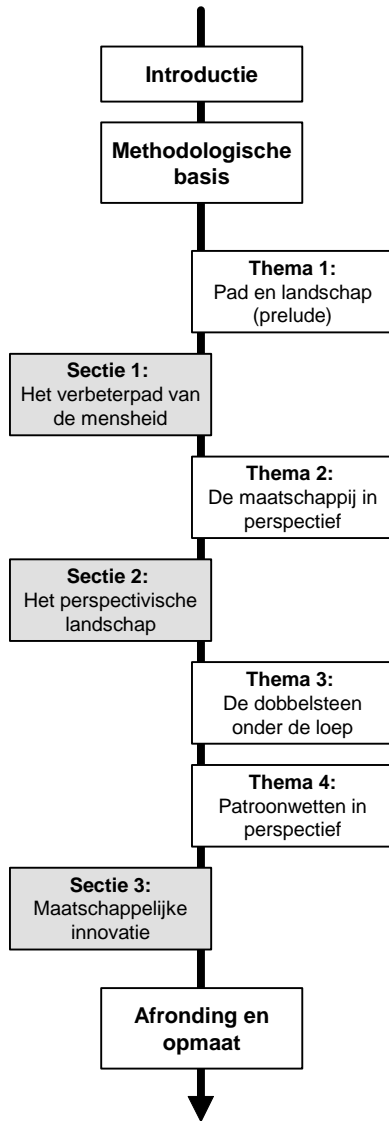 Introductie
Methodologische
basis
Thema 1:
Pad en landschap
(prelude)
Sectie 1:
Het verbeterpad van
de mensheid
Thema 2:
De maatschappij in
perspectief
Sectie 2:
Het perspectivische
landschap
Thema 3:
De dobbelsteen
onder de loep
Thema 4:
Patroonwetten in
perspectief
Sectie 3:
Maatschappelijke
innovatie
Afronding en
opmaat